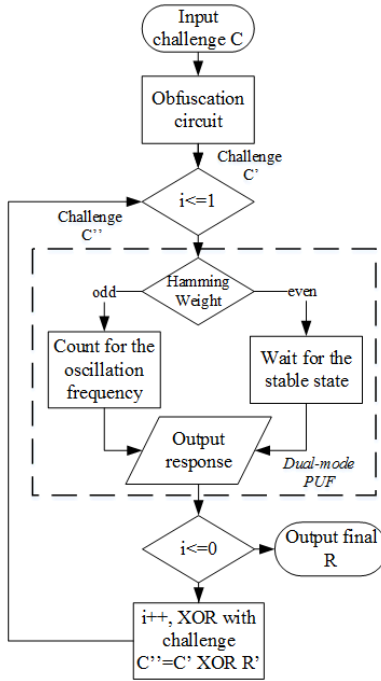 Input
challenge C
Obfuscation
circuit
Challenge
C'
i<=1
Challenge
C''
Hamming
Weight
odd
even
Count for the
oscillation
frequency
Wait for the
stable state
Output
response
Dual-mode
PUF
i<=0
Output final
R
i++, XOR with
challenge
C''=C' XOR R'